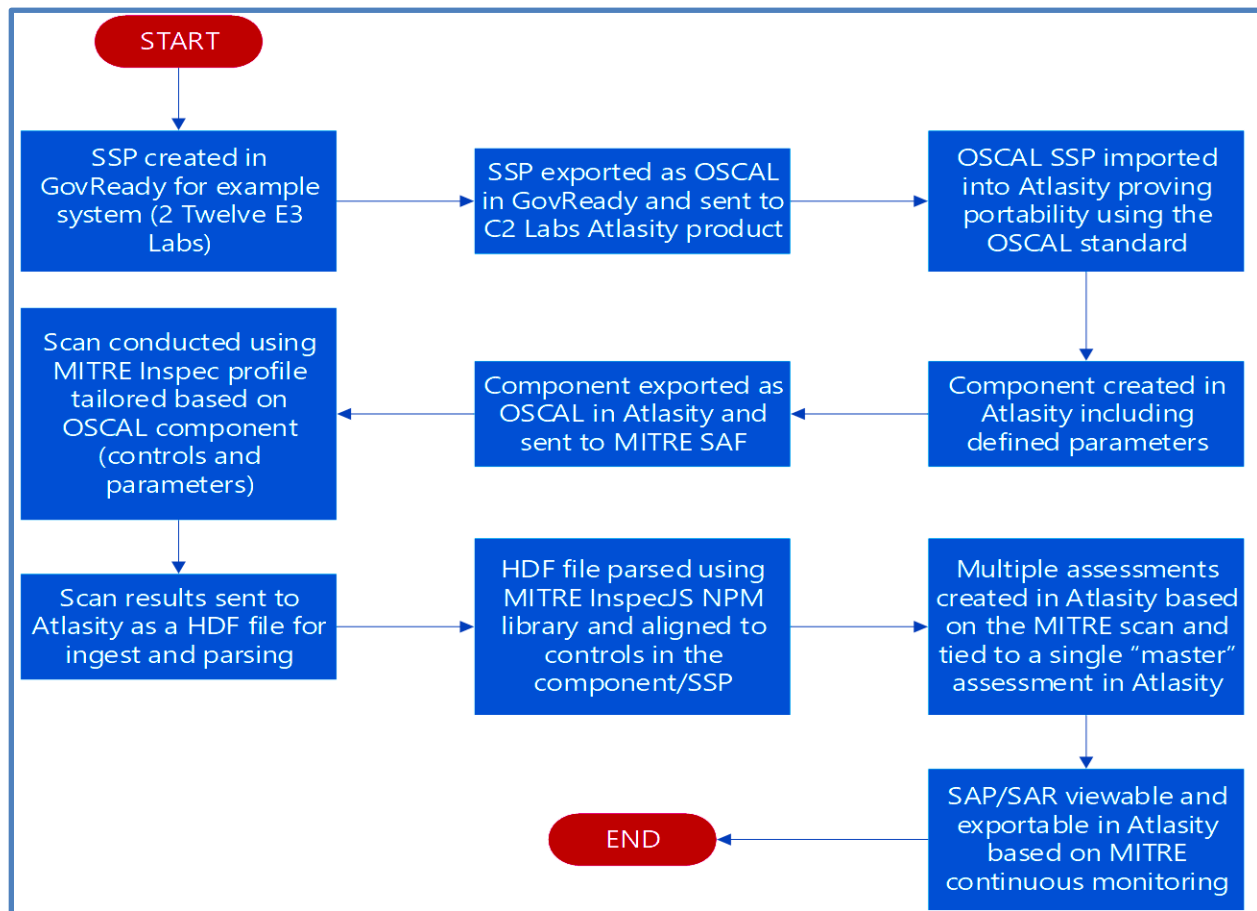 START
SSP created in
GovReady for example
system (2 Twelve E3
Labs)
SSP exported as OSCAL
in GovReady and sent to
C2 Labs Atlasity product
OSCAL SSP imported
into Atlasity proving
portability using the
OSCAL standard
Component created in
Atlasity including
defined parameters
Component exported as
OSCAL in Atlasity and
sent to MITRE SAF
Scan conducted using
MITRE Inspec profile
tailored based on
OSCAL component
(controls and
parameters)
Scan results sent to
Atlasity as a HDF file for
ingest and parsing
HDF file parsed using
MITRE InspecJS NPM
library and aligned to
controls in the
component/SSP
Multiple assessments
created in Atlasity based
on the MITRE scan and
tied to a single “master”
assessment in Atlasity
SAP/SAR viewable and
exportable in Atlasity
based on MITRE
continuous monitoring
END